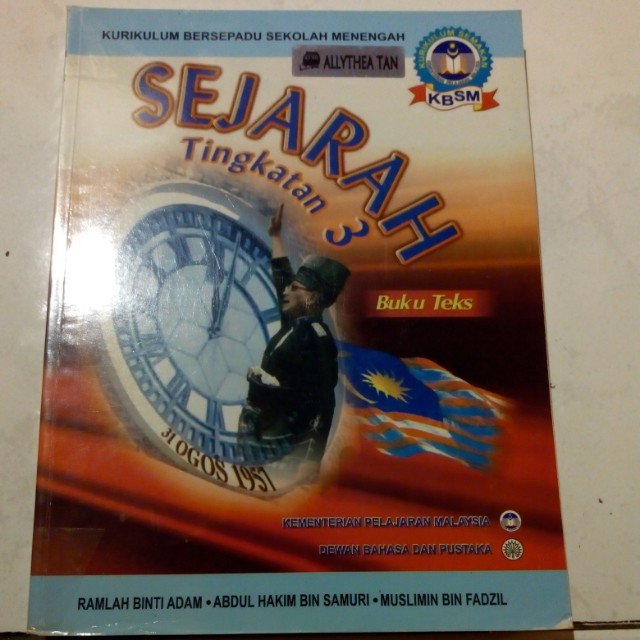 KURIKULUM BERSEPADU SEKOLAH MENENGAH
ALLYTHEA TAN
KBSM
SEJARAH
Tingkatan 3
Buku Teks
31 OGOS 1957
KEMENTERIAN PELAJARAN MALAYSIA
DEWAN BAHASA DAN PUSTAKA
RAMLAH BINTI ADAM • ABDUL HAKIM BIN SAMURI • MUSLIMIN BIN FADZIL